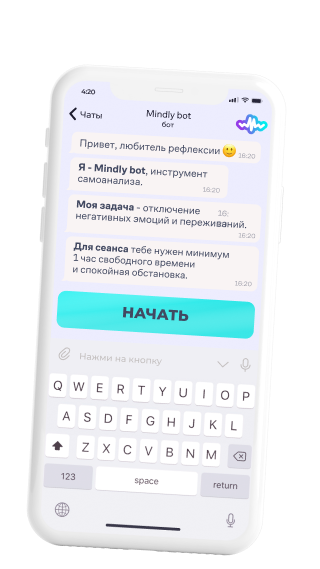 4:20
Чаты
Mindly bot
бот
Привет, любитель рефлексии 🙂 16:20
Я - Mindly bot, инструмент
самоанализа.
16:20
Моя задача - отключение 16:
негативных эмоций и переживаний.
16:20
Для сеанса тебе нужен минимум
1 час свободного времени
и спокойная обстановка.
16:20
НАЧАТЬ
Нажми на кнопку
Q W E R T Y U I O P
A S D F G H J K L
Z X C V B N M
123 space return